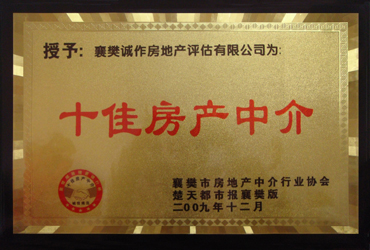 授予：襄樊诚作房地产评估有限公司为:
十佳房产中介
襄樊市房地产中介行业协会
楚天都市报襄樊版
二00九年十二月